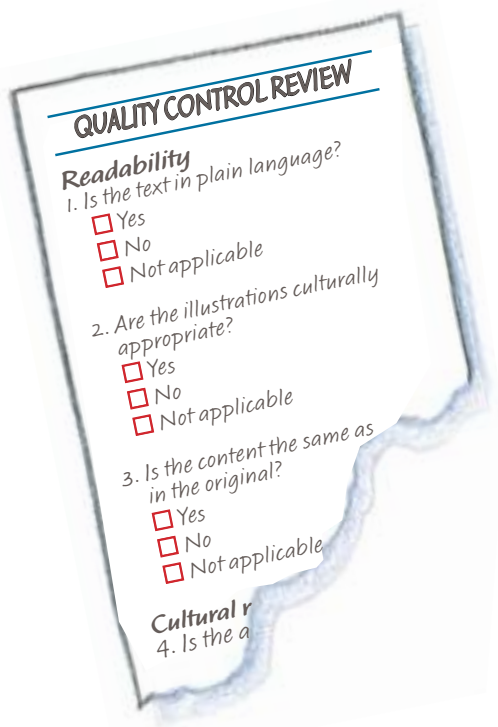 QUALITY CONTROL REVIEW
Readability
1. Is the text in plain language?
Yes
No
Not applicable
2. Are the illustrations culturally
appropriate?
Yes
No
Not applicable
3. Is the content the same as
in the original?
Yes
No
Not applicable
Cultural r
4. Is the a